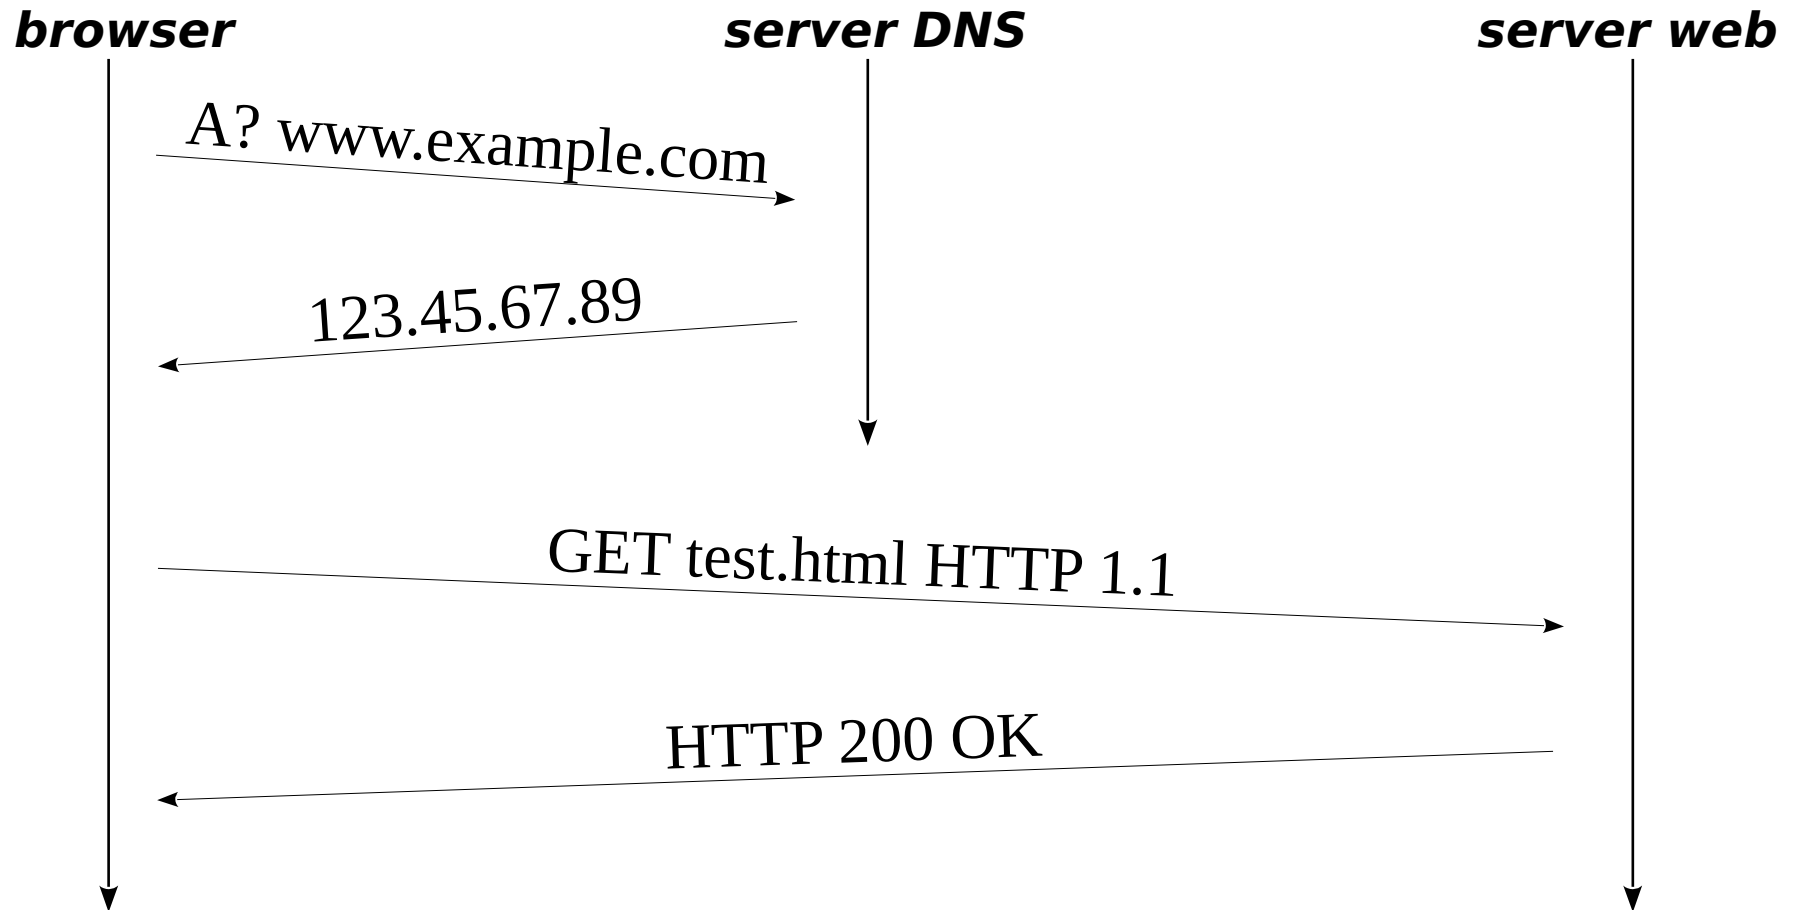 browser
server DNS
server web
A? www.example.com
123.45.67.89
GET test.html HTTP 1.1
HTTP 200 OK